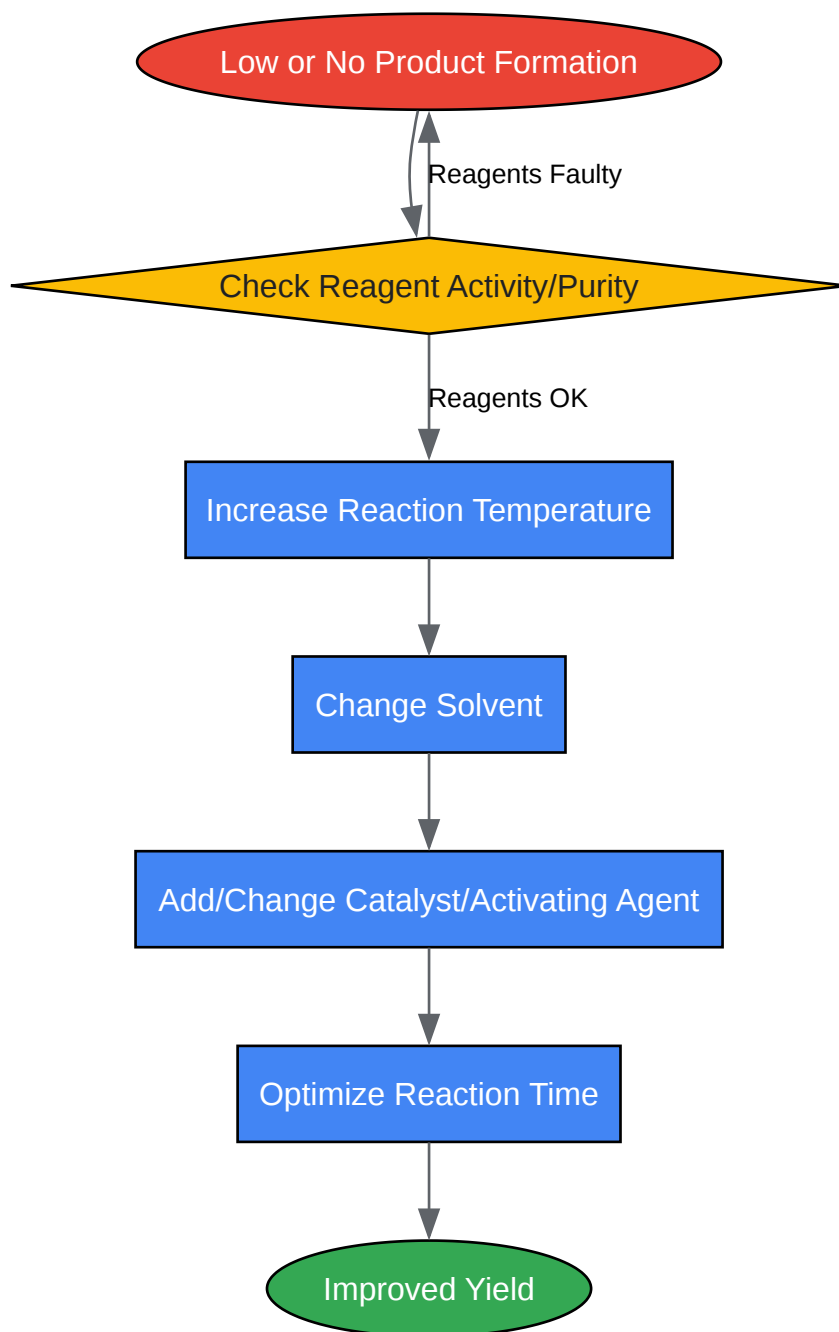 Low or No Product Formation
Reagents Faulty
Check Reagent Activity/Purity
Reagents OK
Increase Reaction Temperature
Change Solvent
Add/Change Catalyst/Activating Agent
Optimize Reaction Time
Improved Yield